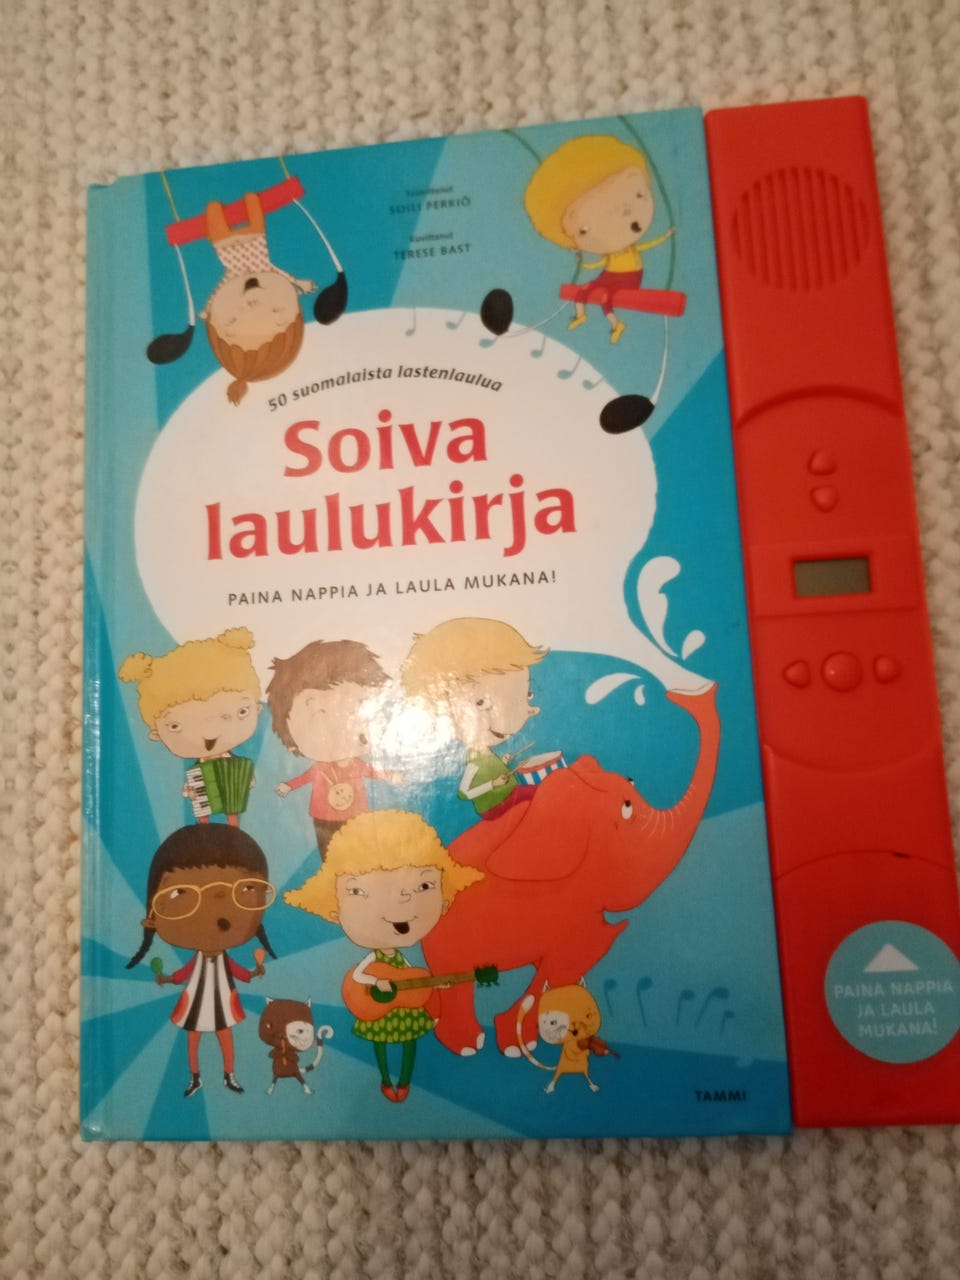 Toimittanut
SOILI PERKIÖ
Kuvittanut
TERESE BAST
50 suomalaista lastenlaulua
Soiva
laulukirja
PAINA NAPPIA JA LAULA MUKANA!
PAINA NAPPIA
JA LAULA
MUKANA!
TAMMI